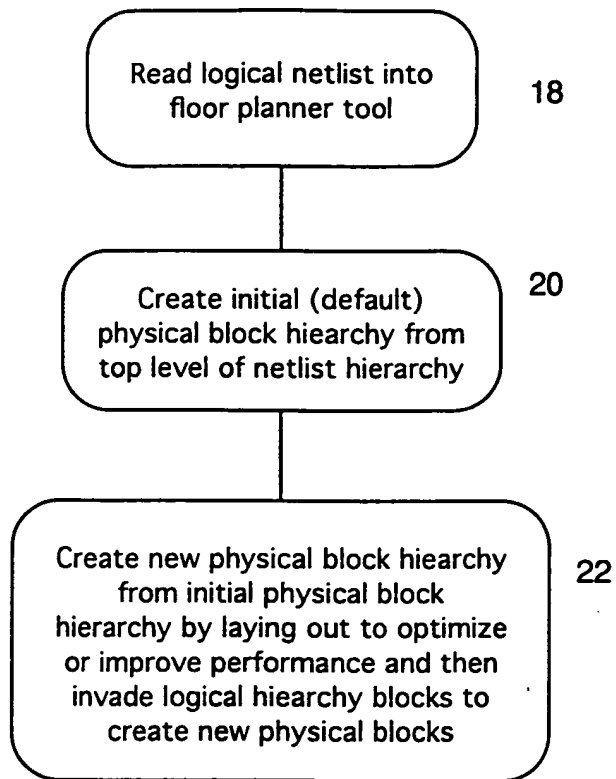 Read logical netlist into
floor planner tool
18
Create initial (default)
physical block hiearchy from
top level of netlist hierarchy
20
Create new physical block hiearchy
from initial physical block
hierarchy by laying out to optimize
or improve performance and then
invade logical hiearchy blocks to
create new physical blocks
22